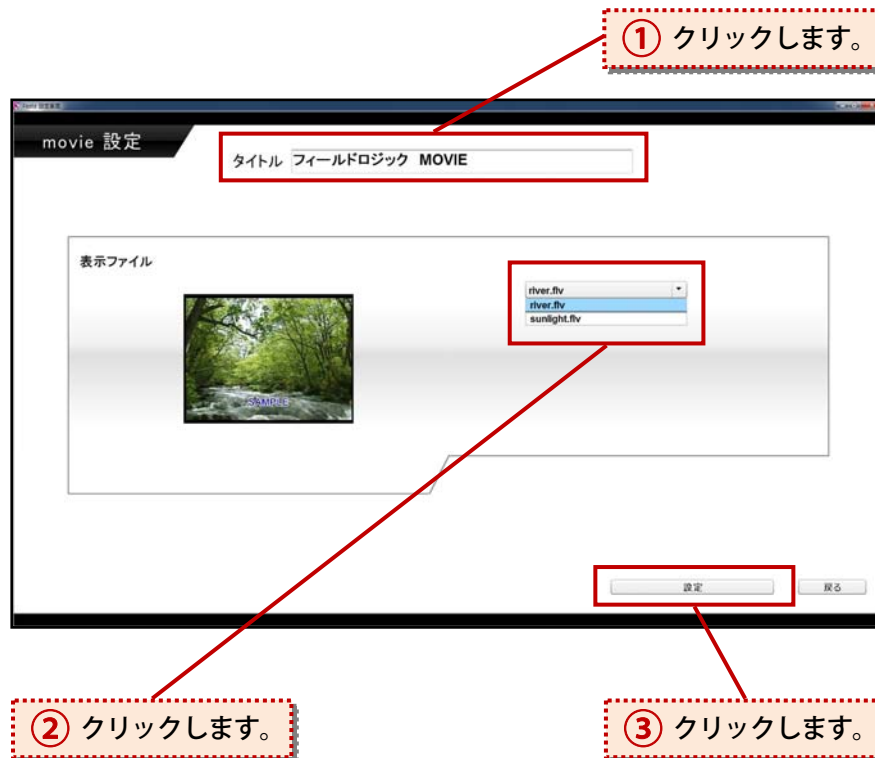 ① クリックします。
movie 設定
タイトル フィールドロジック MOVIE
表示ファイル
river.flv
river.flv
sunlight.flv
SAMPLE
設定 戻る
② クリックします。
③ クリックします。